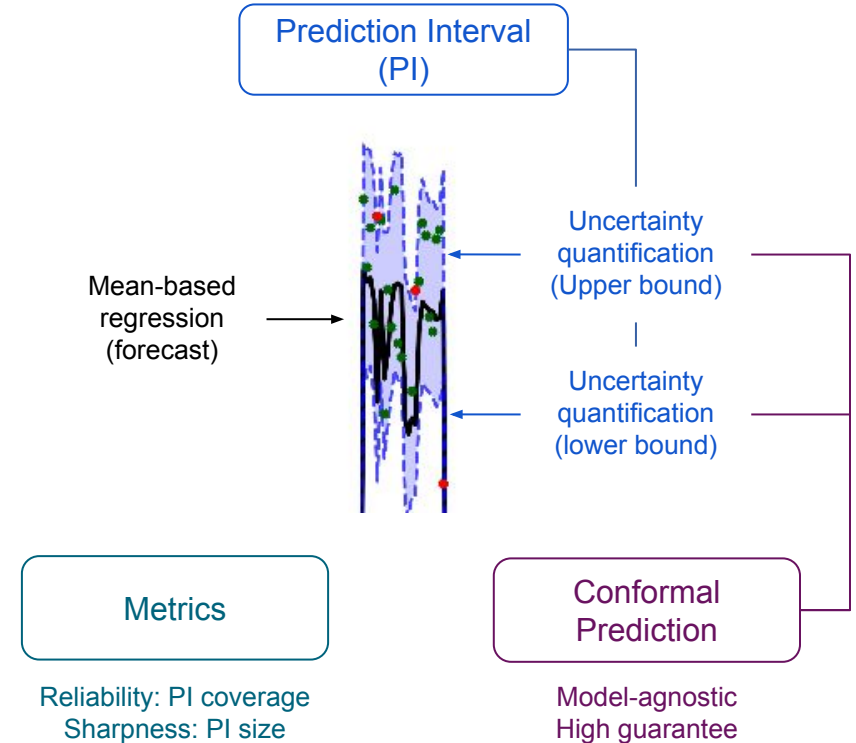 Prediction Interval
(PI)
Uncertainty
quantification
(Upper bound)
Mean-based
regression
(forecast)
Uncertainty
quantification
(lower bound)
Metrics
Conformal
Prediction
Reliability: PI coverage
Sharpness: PI size
Model-agnostic
High guarantee